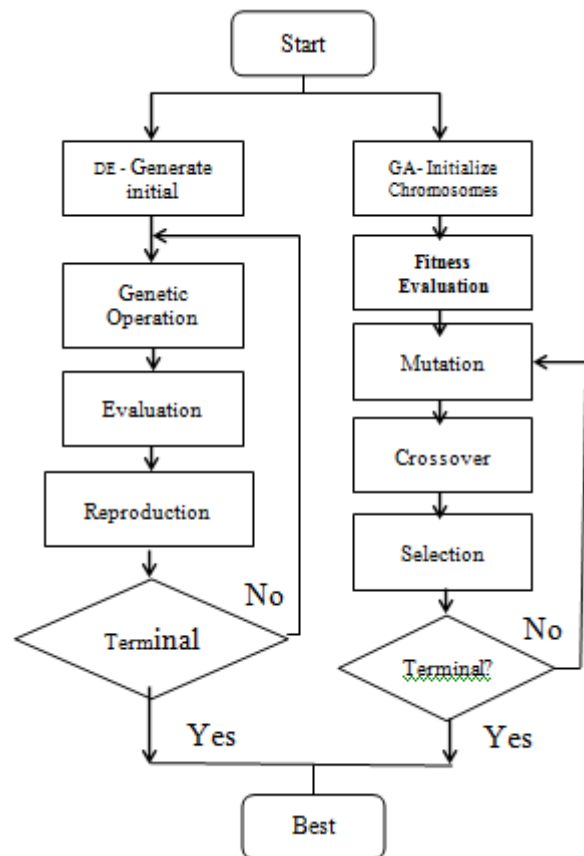 Start
DE - Generate
initial
Genetic
Operation
Evaluation
Reproduction
Terminal
No
Yes
GA- Initialize
Chromosomes
Fitness
Evaluation
Mutation
Crossover
Selection
Terminal?
No
Yes
Best